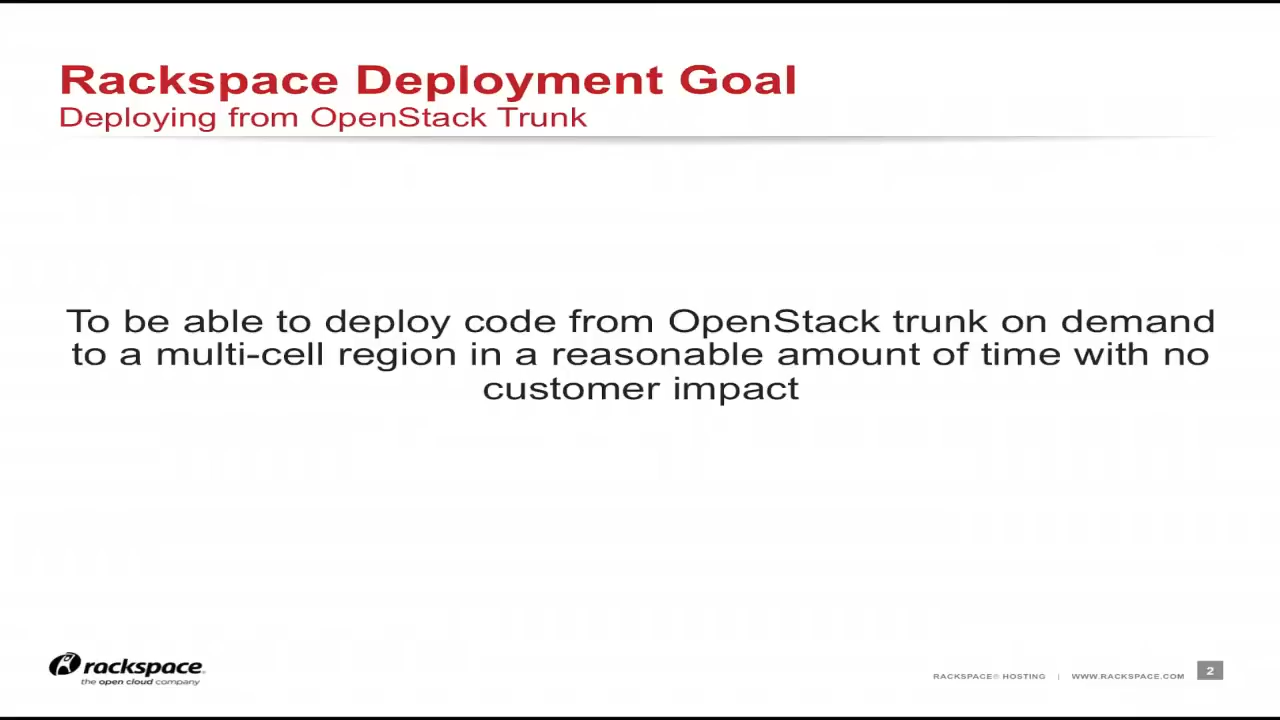 Rackspace Deployment Goal
Deploying from OpenStack Trunk
To be able to deploy code from OpenStack trunk on demand
to a multi-cell region in a reasonable amount of time with no
customer impact
rackspace
the open cloud company
RACKSPACE® HOSTING | WWW.RACKSPACE.COM
2